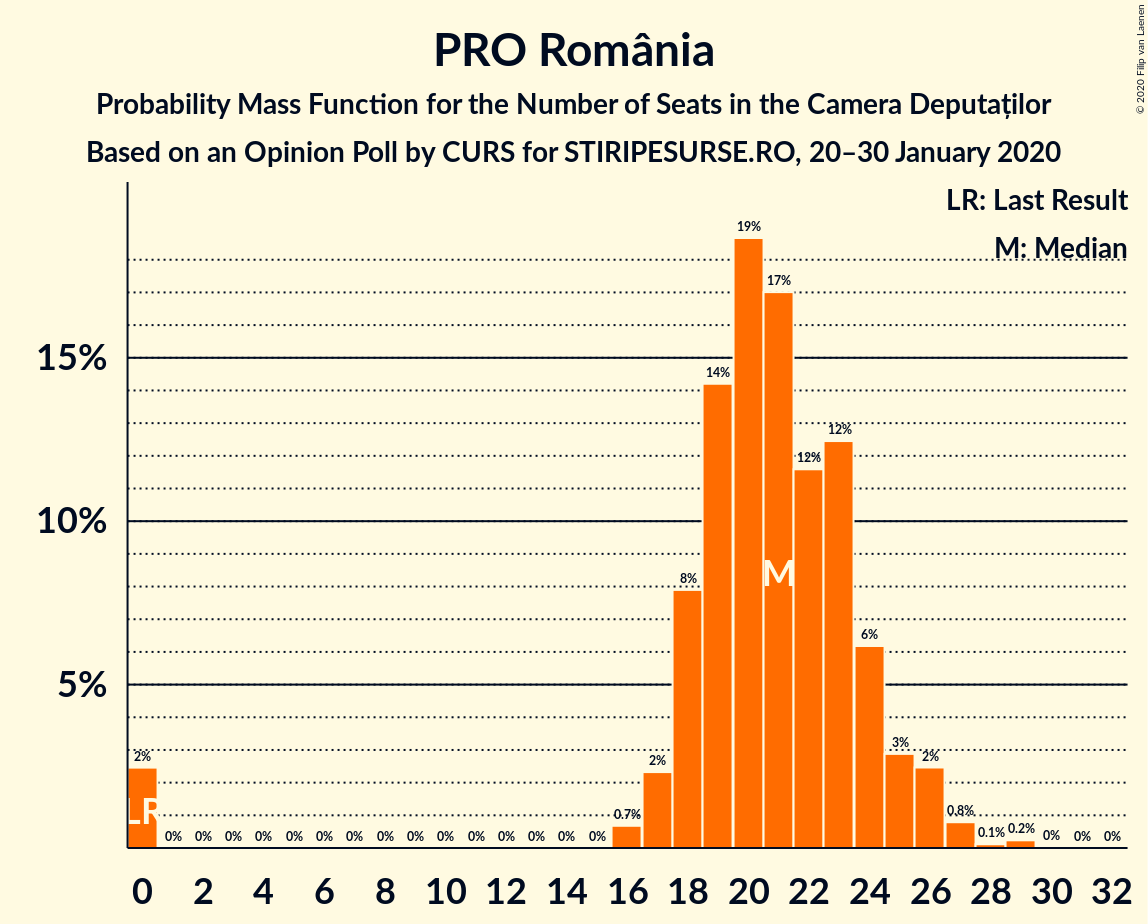 PRO România
Probability Mass Function for the Number of Seats in the Camera Deputaților
Based on an Opinion Poll by CURS for STIRIPESURSE.RO, 20–30 January 2020
© 2020 Filip van Laenen
LR: Last Result
M: Median
15%
10%
5%
2% 0% 0% 0% 0% 0% 0% 0% 0% 0% 0% 0% 0% 0% 0% 0% 0.7% 2% 8% 14% 19% 17% 12% 12% 6% 3% 2% 0.8% 0.1% 0.2% 0% 0% 0%
LR
M
0 2 4 6 8 10 12 14 16 18 20 22 24 26 28 30 32